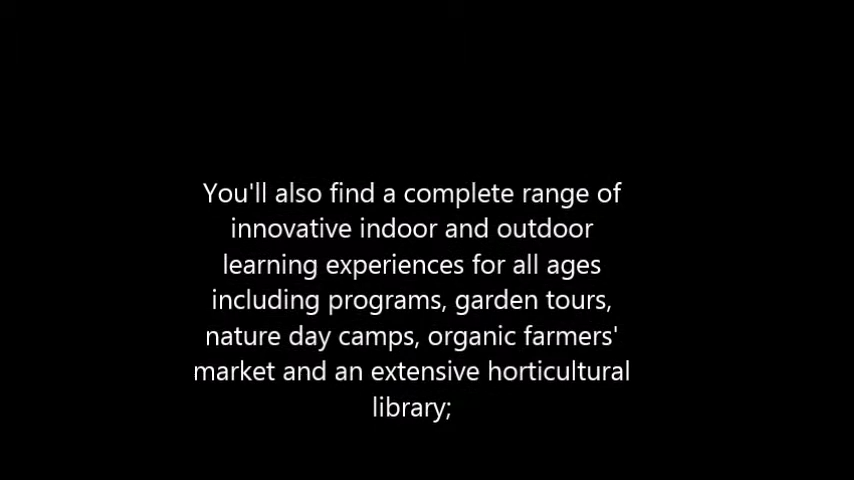 You'll also find a complete range of
innovative indoor and outdoor
learning experiences for all ages
including programs, garden tours,
nature day camps, organic farmers'
market and an extensive horticultural
library;